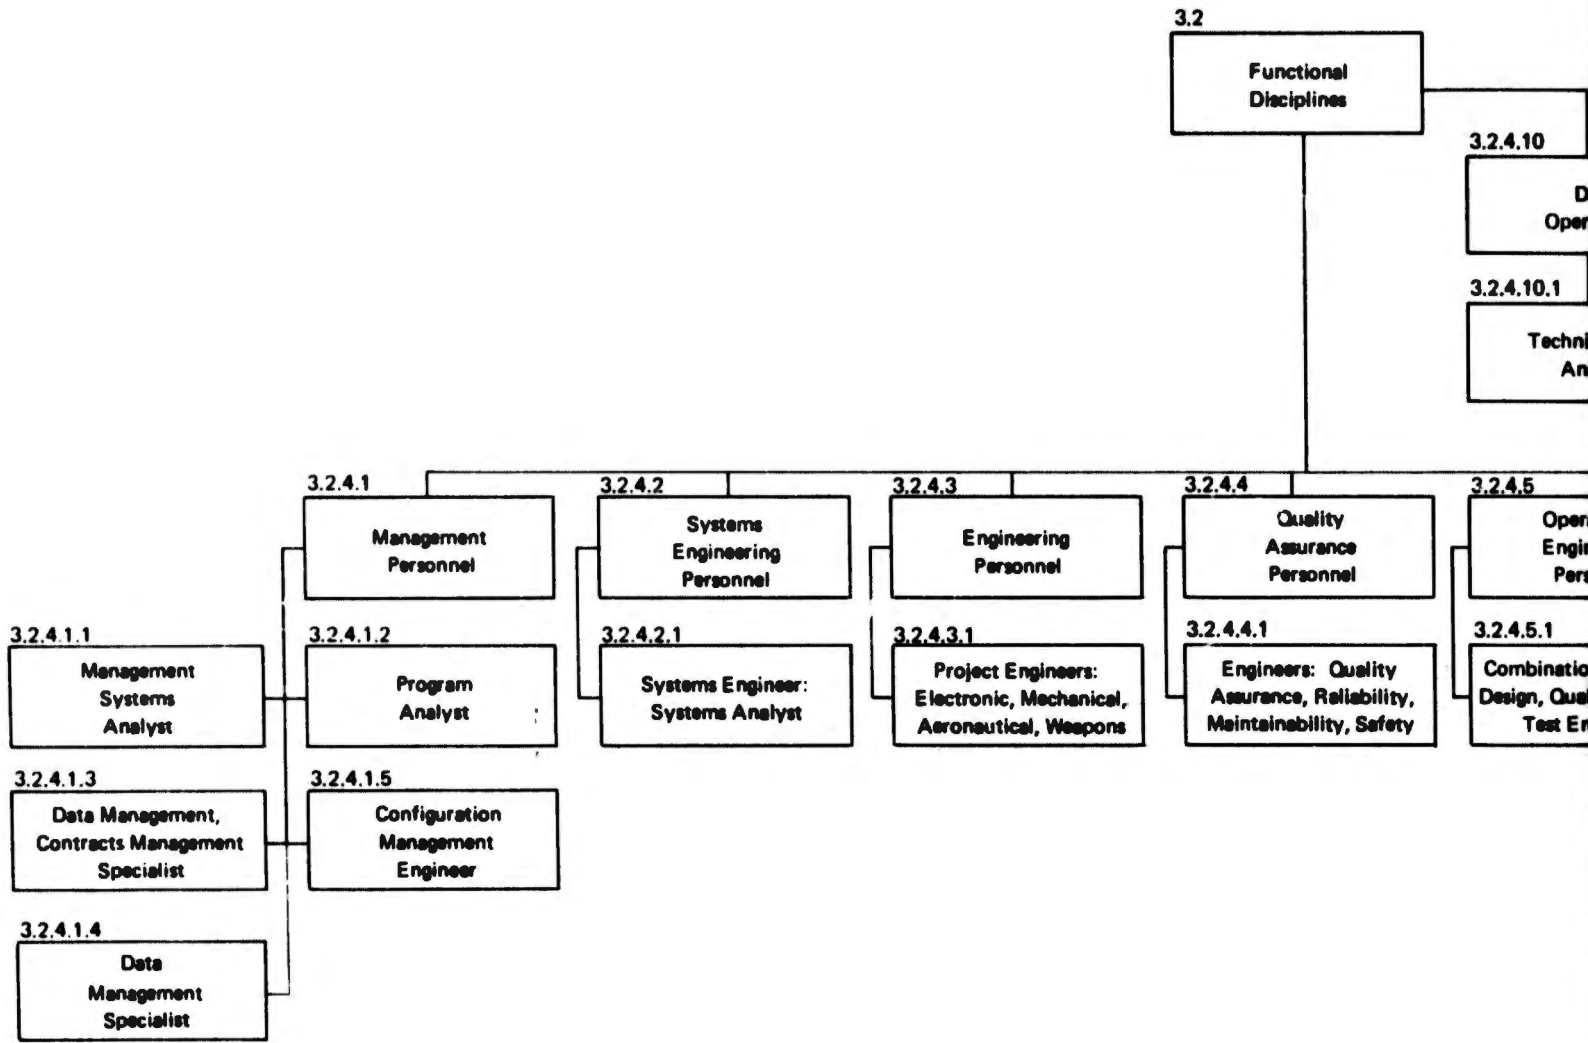 3.2
Functional
Disciplines
3.2.4.10
3.2.4.10.1
3.2.4.1
Management
Personnel
3.2.4.2
Systems
Engineering
Personnel
3.2.4.3
Engineering
Personnel
3.2.4.4
Quality
Assurance
Personnel
3.2.4.5
3.2.4.1.1
Management
Systems
Analyst
3.2.4.1.2
Program
Analyst
3.2.4.2.1
Systems Engineer:
Systems Analyst
3.2.4.3.1
Project Engineers:
Electronic, Mechanical,
Aeronautical, Weapons
3.2.4.4.1
Engineers: Quality
Assurance, Reliability,
Maintainability, Safety
3.2.4.5.1
Design,
Test
3.2.4.1.3
Data Management,
Contracts Management
Specialist
3.2.4.1.5
Configuration
Management
Engineer
3.2.4.1.4
Data
Management
Specialist